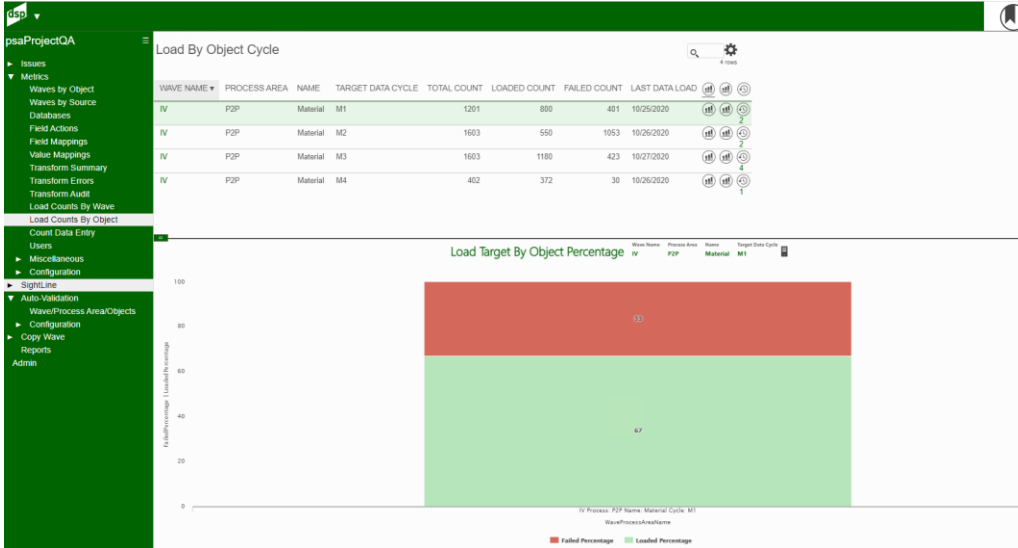 dsp
psaProjectQA
Issues
Metrics
Waves by Object
Waves by Source
Databases
Field Actions
Field Mappings
Value Mappings
Transform Summary
Transform Errors
Transform Audit
Load Counts By Wave
Load Counts By Object
Count Data Entry
Users
Miscellaneous
Configuration
SightLine
Auto-Validation
Wave/Process Area/Objects
Configuration
Copy Wave
Reports
Admin
Load By Object Cycle
4 rows
WAVE NAME PROCESS AREA NAME TARGET DATA CYCLE TOTAL COUNT LOADED COUNT FAILED COUNT LAST DATA LOAD
IV P2P Material M1 1201 800 401 10/25/2020 2
IV P2P Material M2 1603 550 1053 10/26/2020 2
IV P2P Material M3 1603 1180 423 10/27/2020 4
IV P2P Material M4 402 372 30 10/26/2020 1
Load Target By Object Percentage
Wave Name Process Area Name Target Data Cycle
IV P2P Material M1
FailedPercentage | LoadedPercentage
100
80
60
40
20
0
33
67
IV Process: P2P Name: Material Cycle: M1
WaveProcessAreaName
Failed Percentage Loaded Percentage